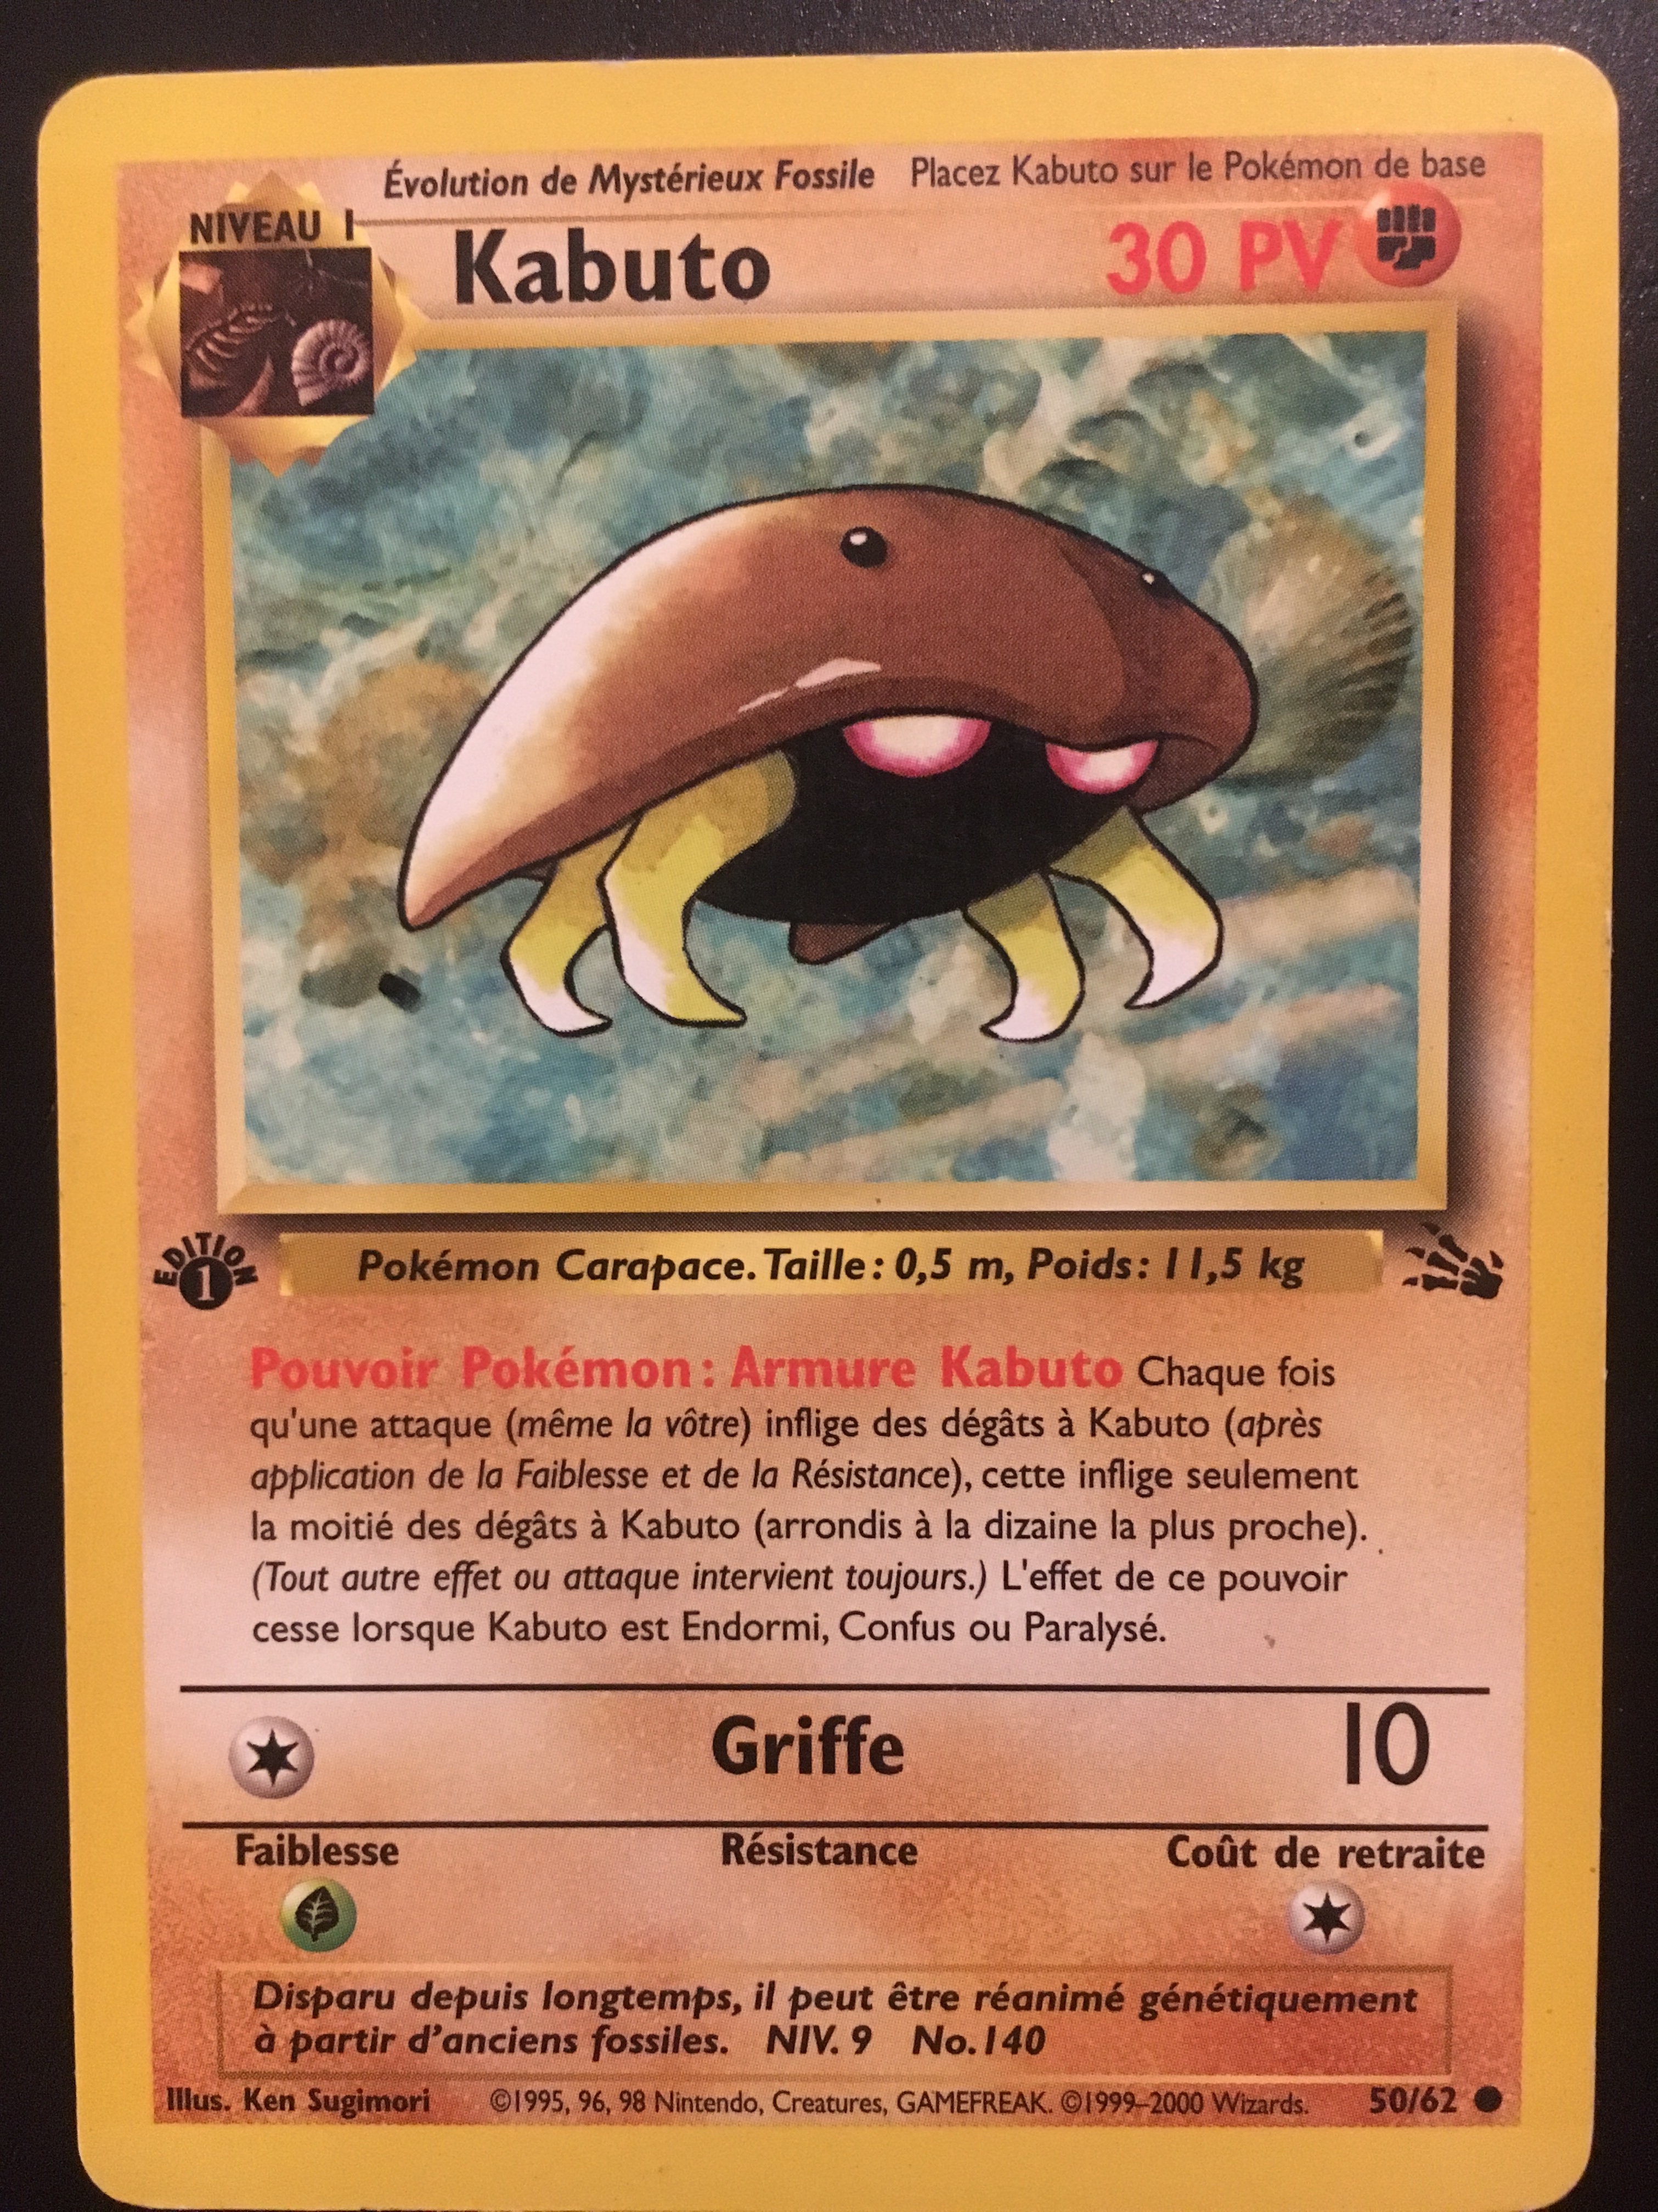 Évolution de Mystérieux Fossile Placez Kabuto sur le Pokémon de base
NIVEAU 1
Kabuto
30 PV
EDITION
1
Pokémon Carapace. Taille : 0,5 m, Poids : 11,5 kg
Pouvoir Pokémon : Armure Kabuto Chaque fois
qu'une attaque (même la vôtre) inflige des dégâts à Kabuto (après
application de la Faiblesse et de la Résistance), cette inflige seulement
la moitié des dégâts à Kabuto (arrondis à la dizaine la plus proche).
(Tout autre effet ou attaque intervient toujours.) L'effet de ce pouvoir
cesse lorsque Kabuto est Endormi, Confus ou Paralysé.
Griffe 10
Faiblesse Résistance Coût de retraite
Disparu depuis longtemps, il peut être réanimé génétiquement
à partir d'anciens fossiles. NIV. 9 No. 140
Illus. Ken Sugimori ©1995, 96, 98 Nintendo, Creatures, GAMEFREAK. ©1999–2000 Wizards. 50/62